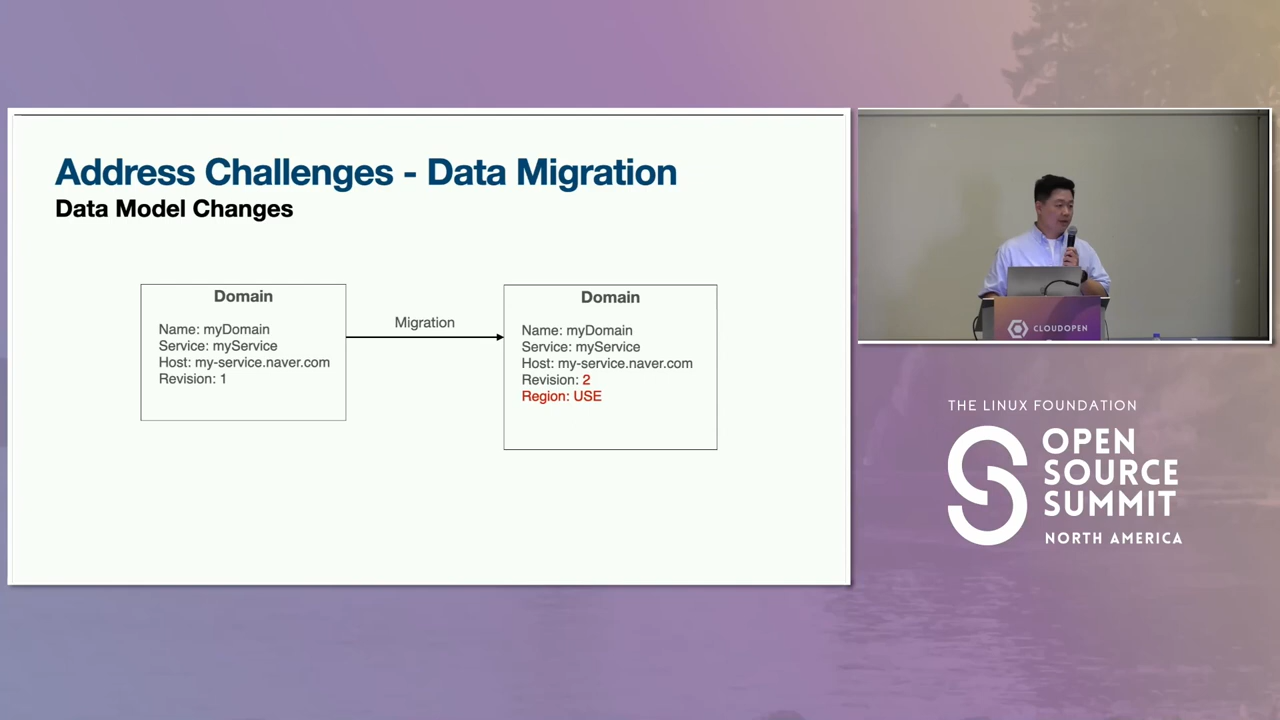 Address Challenges - Data Migration
Data Model Changes
Domain
Name: myDomain
Service: myService
Host: my-service.naver.com
Revision: 1
Migration
Domain
Name: myDomain
Service: myService
Host: my-service.naver.com
Revision: 2
Region: USE
CLOUDOPEN
THE LINUX FOUNDATION
OPEN
SOURCE
SUMMIT
NORTH AMERICA